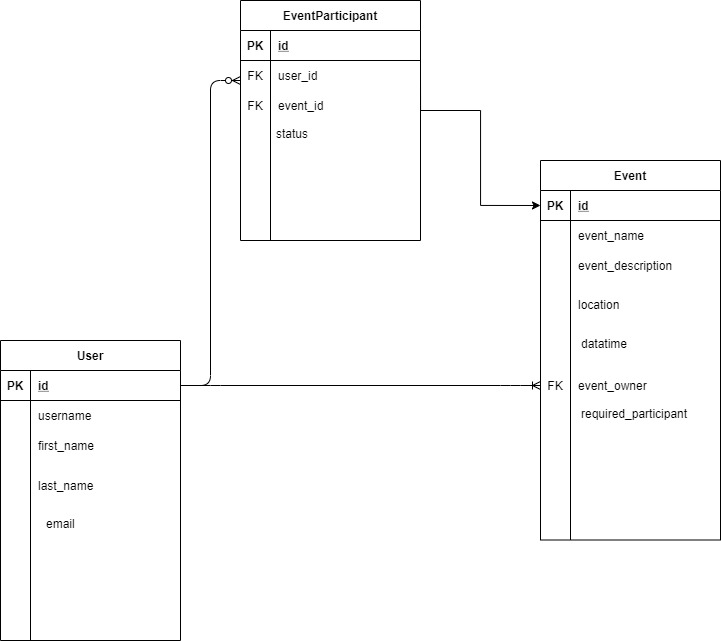 EventParticipant
PK id
FK user_id
FK event_id
status
Event
PK id
event_name
event_description
location
datatime
FK event_owner
required_participant
User
PK id
username
first_name
last_name
email